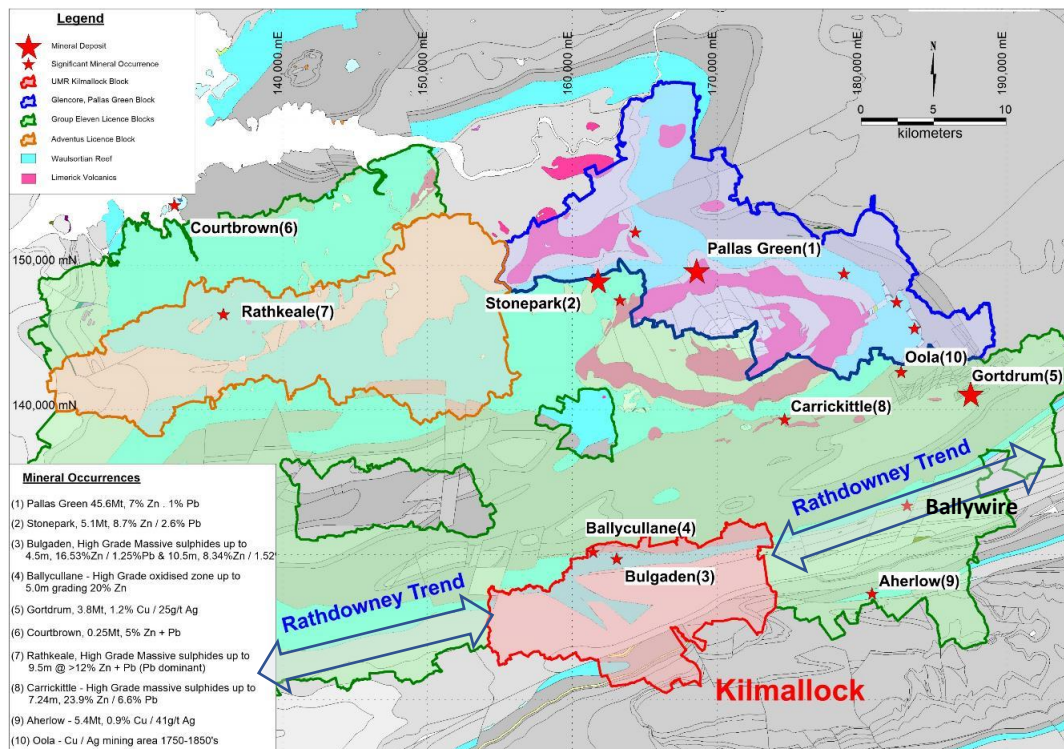 Legend
Mineral Deposit
Significant Mineral Occurrence
UMR Kilmallock Block
Glencore, Pallas Green Block
Group Eleven Licence Blocks
Adventus Licence Block
Waulsortian Reef
Limerick Volcanics
140,000 mE
150,000 mE
160,000 mE
170,000 mE
180,000 mE
190,000 mE
N
0 5 10
kilometers
150,000 mN
140,000 mN
Courtbrown(6)
Rathkeale(7)
Stonepark(2)
Pallas Green(1)
Oola(10)
Gortdrum(5)
Carrickittle(8)
Rathdowney Trend
Ballywire
Ballycullane(4)
Bulgaden(3)
Aherlow(9)
Rathdowney Trend
Kilmallock
Mineral Occurrences
(1) Pallas Green 45.6Mt, 7% Zn . 1% Pb
(2) Stonepark, 5.1Mt, 8.7% Zn / 2.6% Pb
(3) Bulgaden, High Grade Massive sulphides up to
4.5m, 16.53%Zn / 1.25%Pb & 10.5m, 8.34%Zn / 1.52
(4) Ballycullane - High Grade oxidised zone up to
5.0m grading 20% Zn
(5) Gortdrum, 3.8Mt, 1.2% Cu / 25g/t Ag
(6) Courtbrown, 0.25Mt, 5% Zn + Pb
(7) Rathkeale, High Grade Massive sulphides up to
9.5m @ >12% Zn + Pb (Pb dominant)
(8) Carrickittle - High Grade massive sulphides up to
7.24m, 23.9% Zn / 6.6% Pb
(9) Aherlow - 5.4Mt, 0.9% Cu / 41g/t Ag
(10) Oola - Cu / Ag mining area 1750-1850's